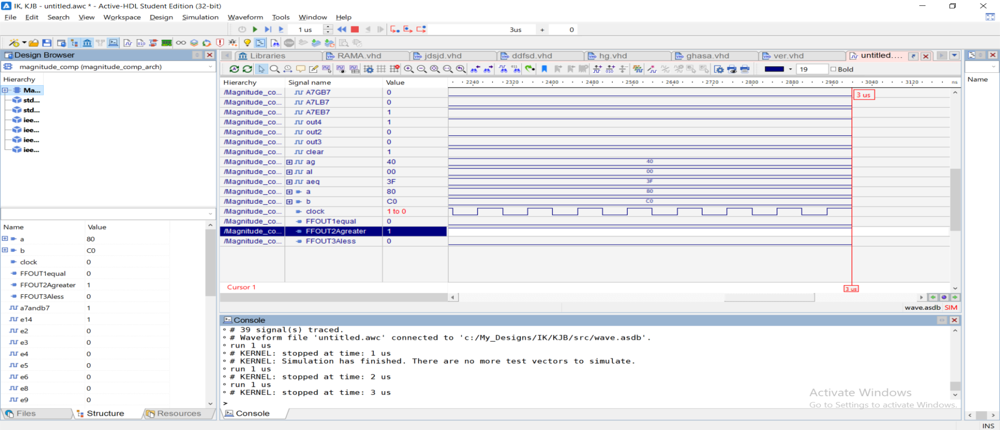 IK, KJB - untitled.awc * - Active-HDL Student Edition (32-bit)
File Edit Search View Workspace Design Simulation Waveform Tools Window Help
1 us 3us + 0
Design Browser
Libraries RAMA.vhd jdsjd.vhd ddfsd.vhd hg.vhd ghasa.vhd ver.vhd untitled....
magnitude_comp (magnitude_comp_arch)
19 Bold
Hierarchy
Ma...
std...
std...
iee...
iee...
iee...
iee...
Name Value
a 80
b C0
clock 0
FFOUT1equal 0
FFOUT2Agreater 1
FFOUT3Aless 0
a7andb7 1
e14 1
e2 0
e3 0
e4 0
e5 0
e6 0
e8 0
e9 0
Files Structure Resources
Hierarchy Signal name Value 2240 2320 2400 2480 2560 2640 2720 2800 2880 2960 3040 3120 ns
/Magnitude_co... A7GB7 0
3 us
/Magnitude_co... A7LB7 0
/Magnitude_co... A7EB7 1
/Magnitude_co... out4 1
/Magnitude_co... out2 0
/Magnitude_co... out3 0
/Magnitude_co... clear 1
/Magnitude_co... ag 40 40
/Magnitude_co... al 00 00
/Magnitude_co... aeq 3F 3F
/Magnitude_co... a 80 80
/Magnitude_co... b C0 C0
/Magnitude_co... clock 1 to 0
/Magnitude_co... FFOUT1equal 0
/Magnitude_co... FFOUT2Agreater 1
/Magnitude_co... FFOUT3Aless 0
Cursor 1 3 us
wave.asdb SIM
Console
# 39 signal(s) traced.
# Waveform file 'untitled.awc' connected to 'c:/My_Designs/IK/KJB/src/wave.asdb'.
run 1 us
# KERNEL: stopped at time: 1 us
# KERNEL: Simulation has finished. There are no more test vectors to simulate.
run 1 us
# KERNEL: stopped at time: 2 us
run 1 us
# KERNEL: stopped at time: 3 us
>
Console
Name
Activate Windows
Go to Settings to activate Windows.
INS